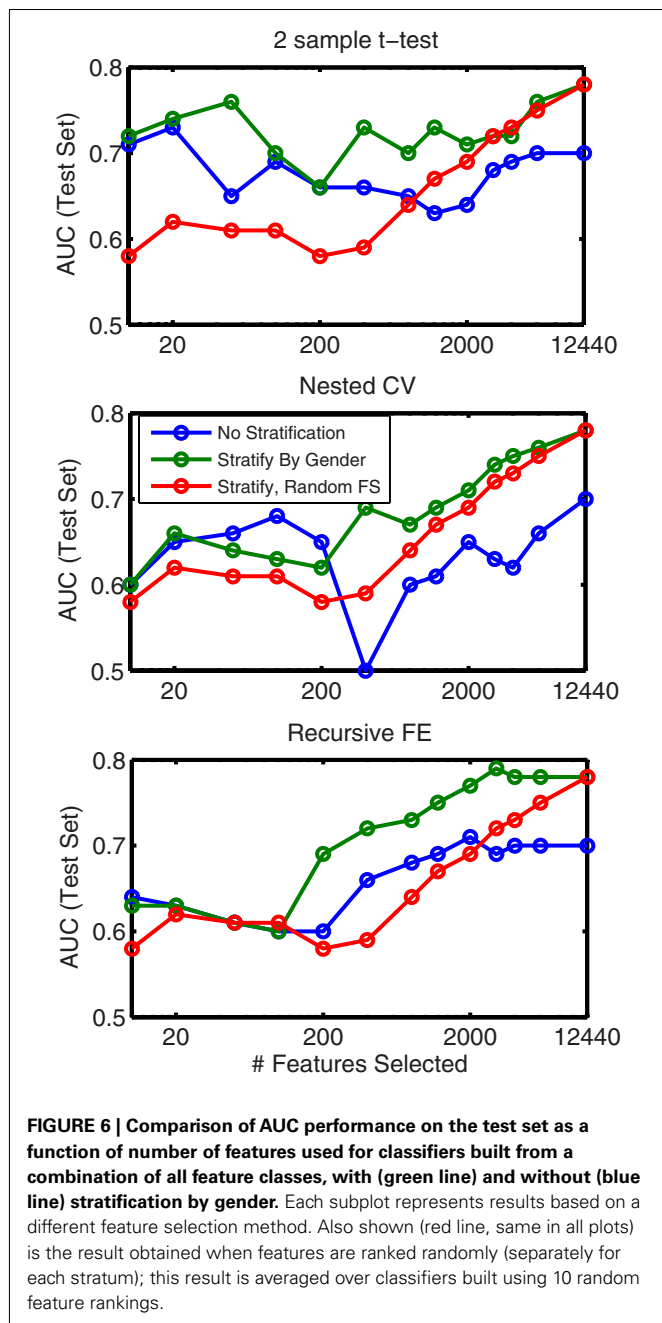 2 sample t−test
0.8
0.7
0.6
0.5
AUC (Test Set)
20
200
2000
12440
Nested CV
0.8
0.7
0.6
0.5
AUC (Test Set)
No Stratification
Stratify By Gender
Stratify, Random FS
20
200
2000
12440
Recursive FE
0.8
0.7
0.6
0.5
AUC (Test Set)
20
200
2000
12440
# Features Selected
FIGURE 6 | Comparison of AUC performance on the test set as a
function of number of features used for classifiers built from a
combination of all feature classes, with (green line) and without (blue
line) stratification by gender. Each subplot represents results based on a
different feature selection method. Also shown (red line, same in all plots)
is the result obtained when features are ranked randomly (separately for
each stratum); this result is averaged over classifiers built using 10 random
feature rankings.